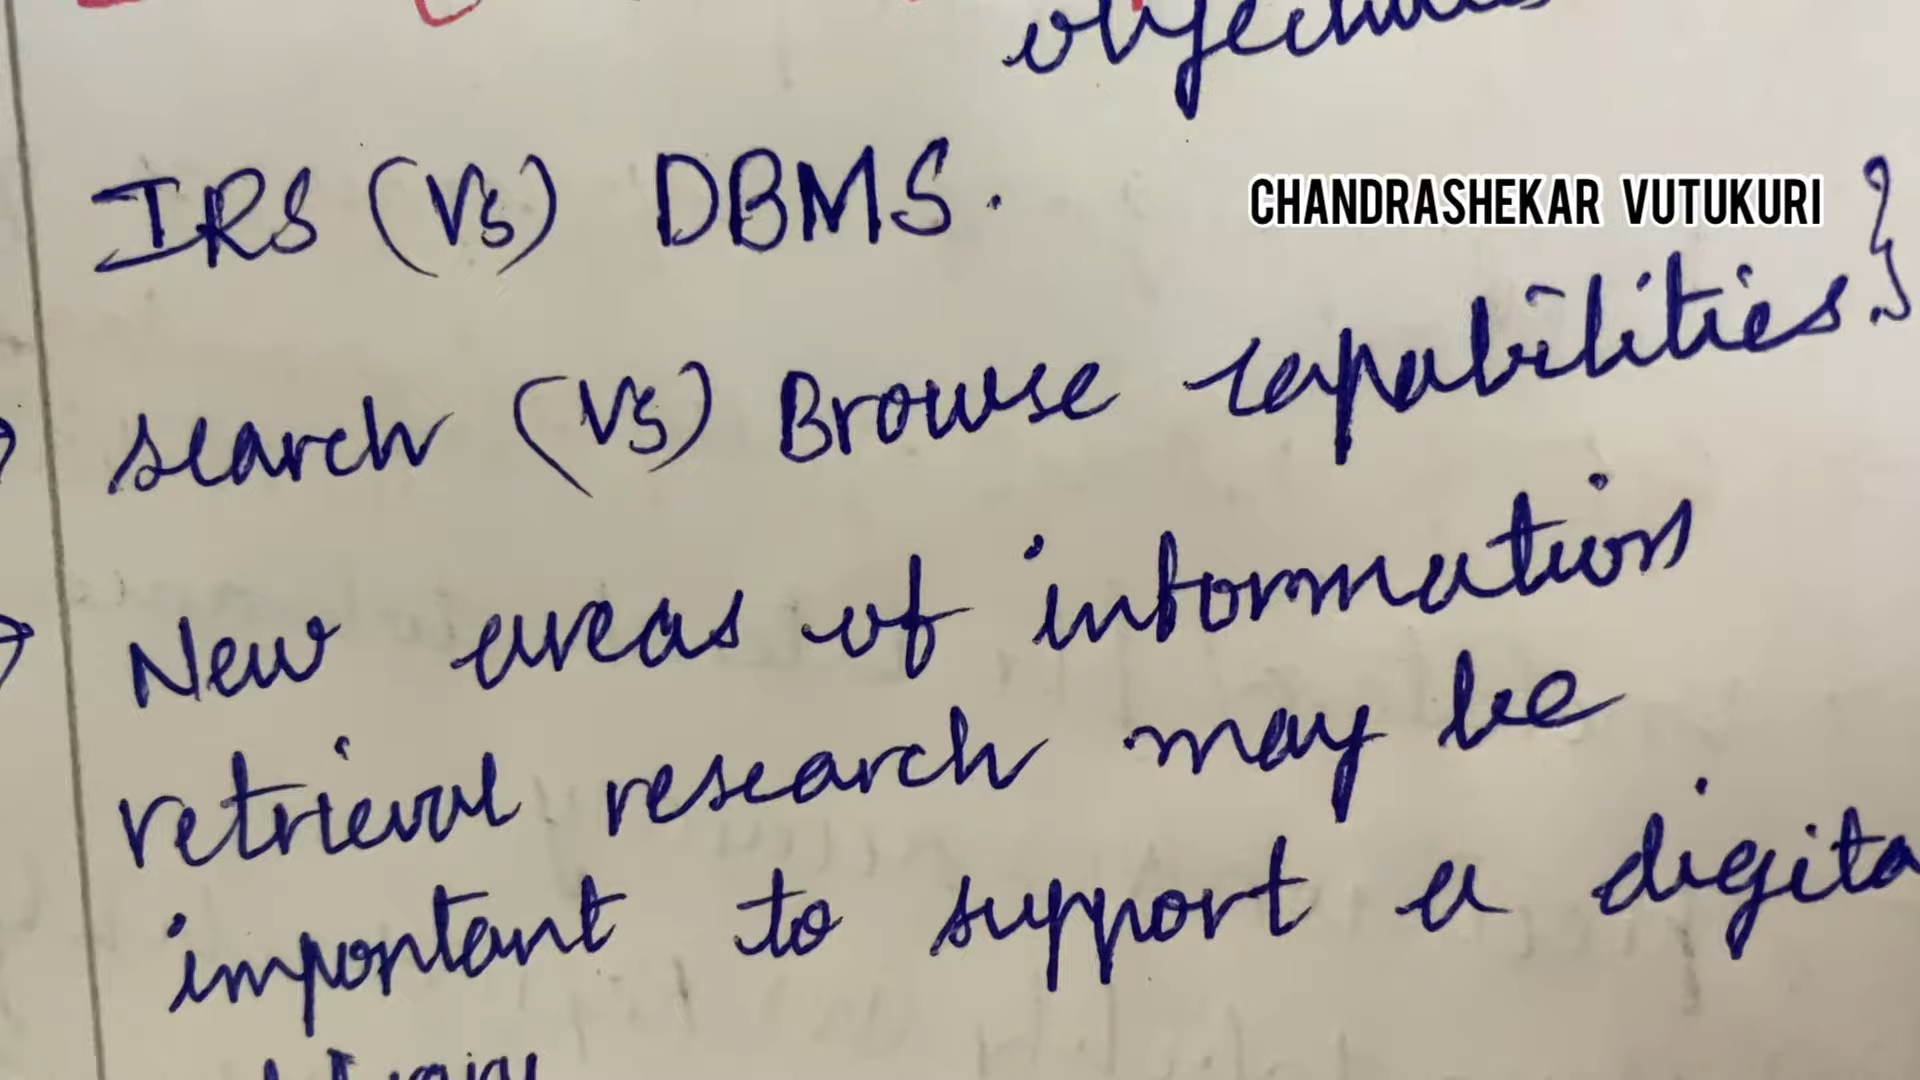 IRS (Vs) DBMS.
CHANDRASHEKAR VUTUKURI
search (Vs) Browse capabilities.}
New areas of information
retrieval research may be
important to support a digita